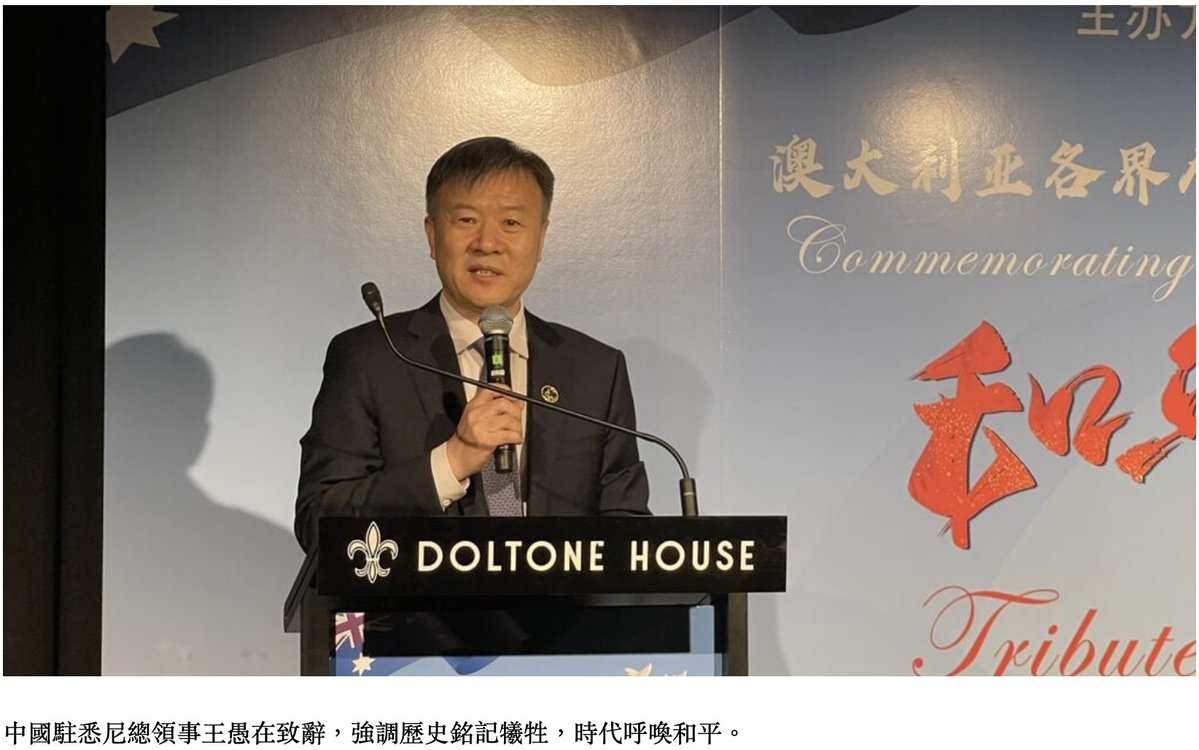 主办
澳大利亚各界
Commemorating
和
Tribute
DOLTONE HOUSE
中國駐悉尼總領事王愚在致辭，強調歷史銘記犧牲，時代呼喚和平。